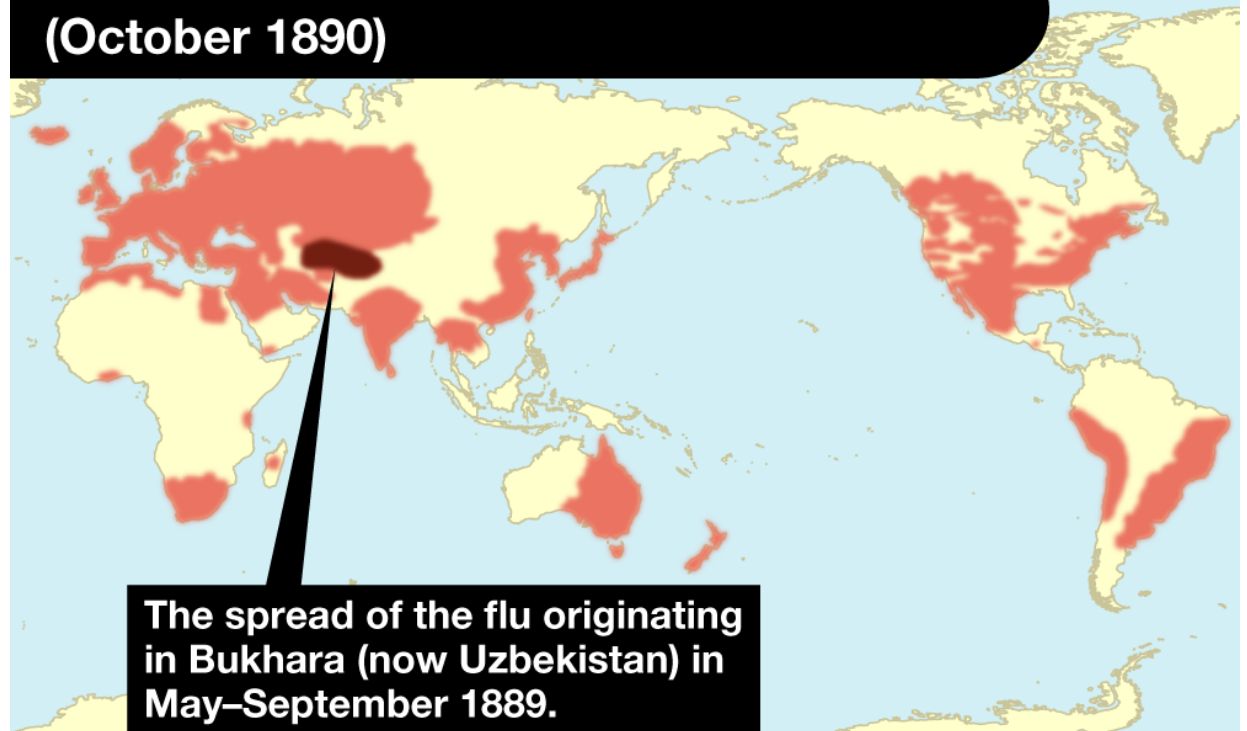 (October 1890)
The spread of the flu originating
in Bukhara (now Uzbekistan) in
May–September 1889.